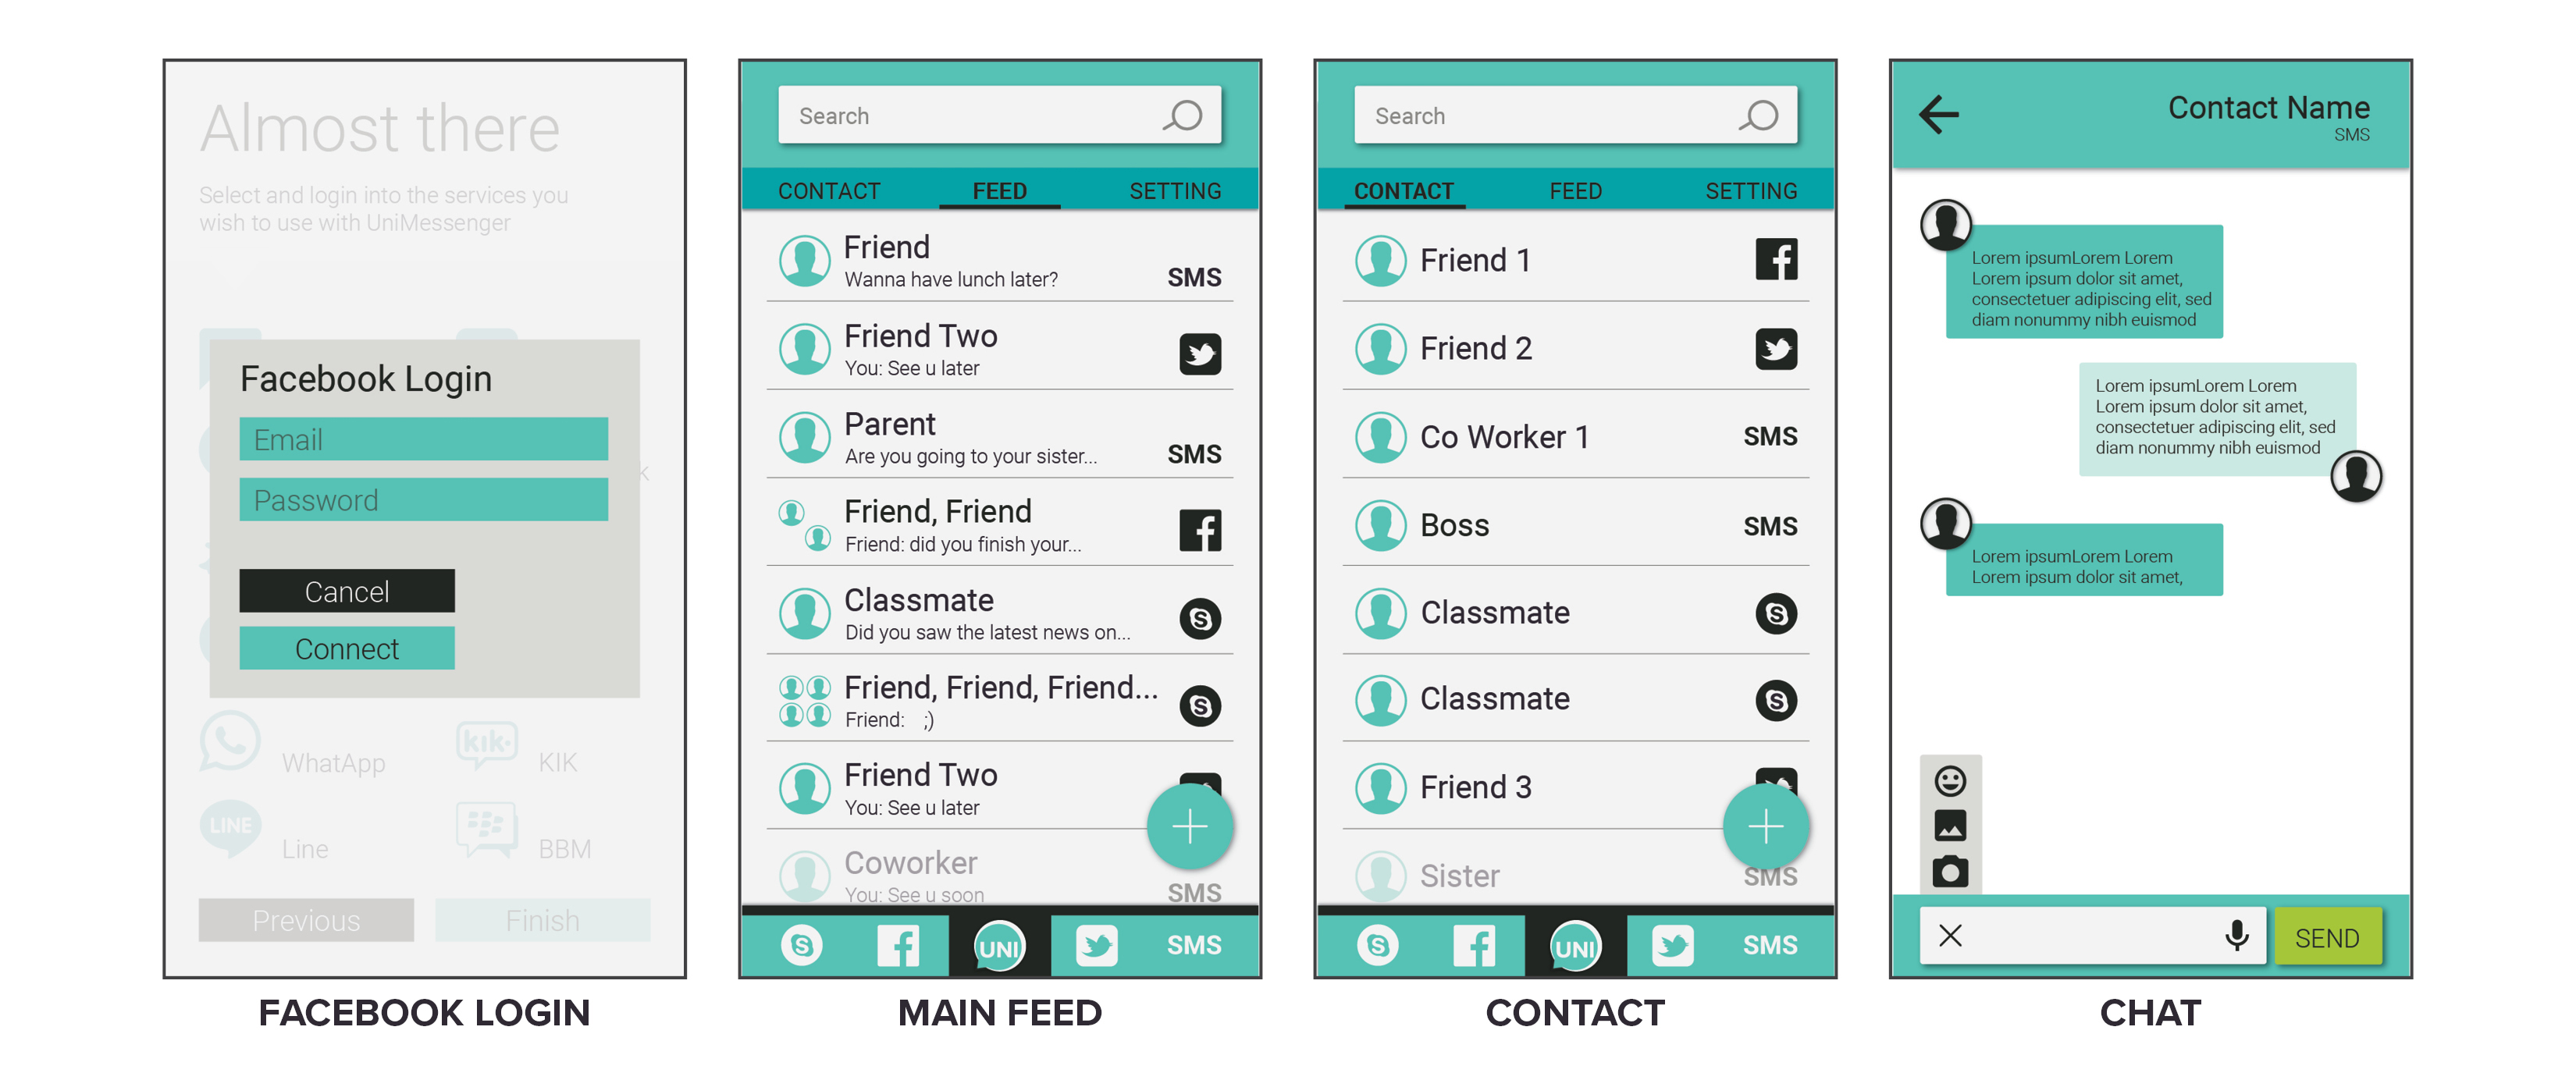 Almost there
Select and login into the services you
wish to use with UniMessenger
Facebook Login
Email
Password
Cancel
Connect
k
WhatApp
kik.
KIK
LINE
Line
BBM
Previous
Finish
FACEBOOK LOGIN
Search
CONTACT FEED SETTING
Friend
Wanna have lunch later?
SMS
Friend Two
You: See u later
Parent
Are you going to your sister...
SMS
Friend, Friend
Friend: did you finish your...
Classmate
Did you saw the latest news on...
Friend, Friend, Friend...
Friend: ;)
Friend Two
You: See u later
Coworker
You: See u soon
SMS
UNI
SMS
MAIN FEED
Search
CONTACT FEED SETTING
Friend 1
Friend 2
Co Worker 1
SMS
Boss
SMS
Classmate
Classmate
Friend 3
Sister
SMS
UNI
SMS
CONTACT
Contact Name
SMS
Lorem ipsumLorem Lorem
Lorem ipsum dolor sit amet,
consectetuer adipiscing elit, sed
diam nonummy nibh euismod
Lorem ipsumLorem Lorem
Lorem ipsum dolor sit amet,
consectetuer adipiscing elit, sed
diam nonummy nibh euismod
Lorem ipsumLorem Lorem
Lorem ipsum dolor sit amet,
SEND
CHAT